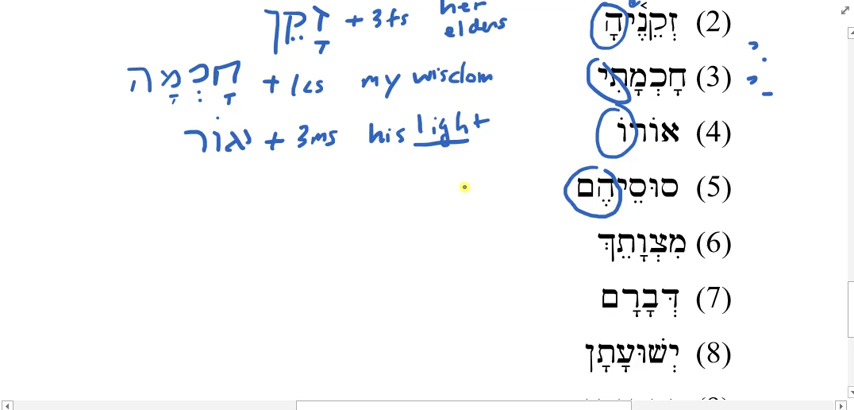 (2) זְקֵנֶיהָ her elders + 3fs זָקֵן
(3) חָכְמָתִי my wisdom + 1cs חָכְמָה
(4) אוֹרוֹ his light + 3ms אוֹר
(5) סוּסֵיהֶם
(6) מִצְוָתֵךְ
(7) דְּבָרָם
(8) יְשׁוּעָתָן